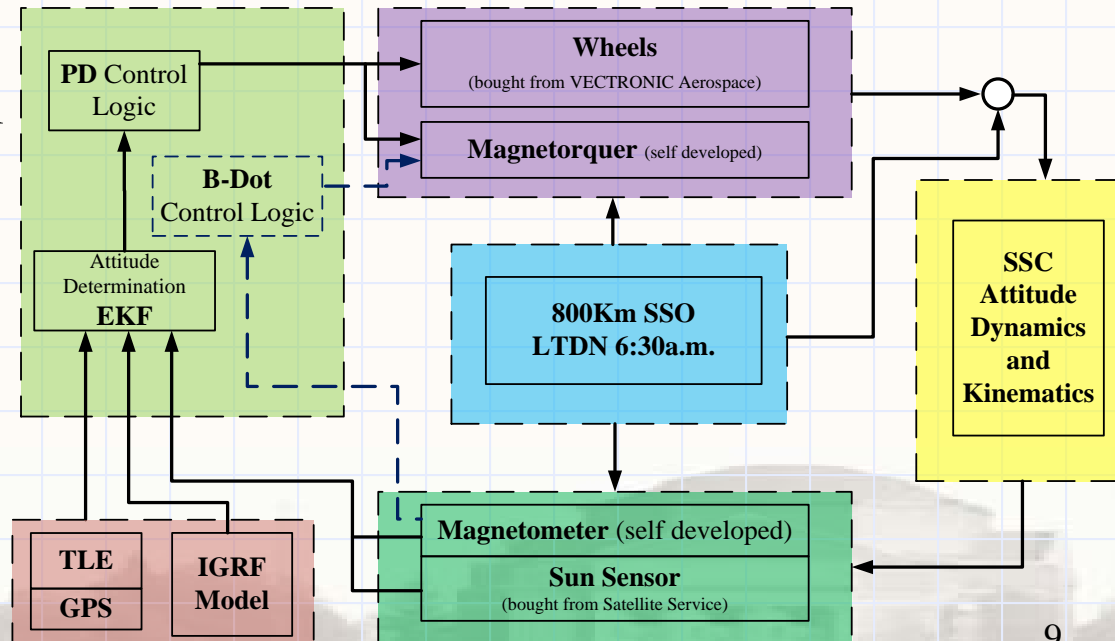 PD Control
Logic
B-Dot
Control Logic
Attitude
Determination
EKF
Wheels
(bought from VECTRONIC Aerospace)
Magnetorquer (self developed)
800Km SSO
LTDN 6:30a.m.
SSC
Attitude
Dynamics
and
Kinematics
TLE
GPS
IGRF
Model
Magnetometer (self developed)
Sun Sensor
(bought from Satellite Service)
9